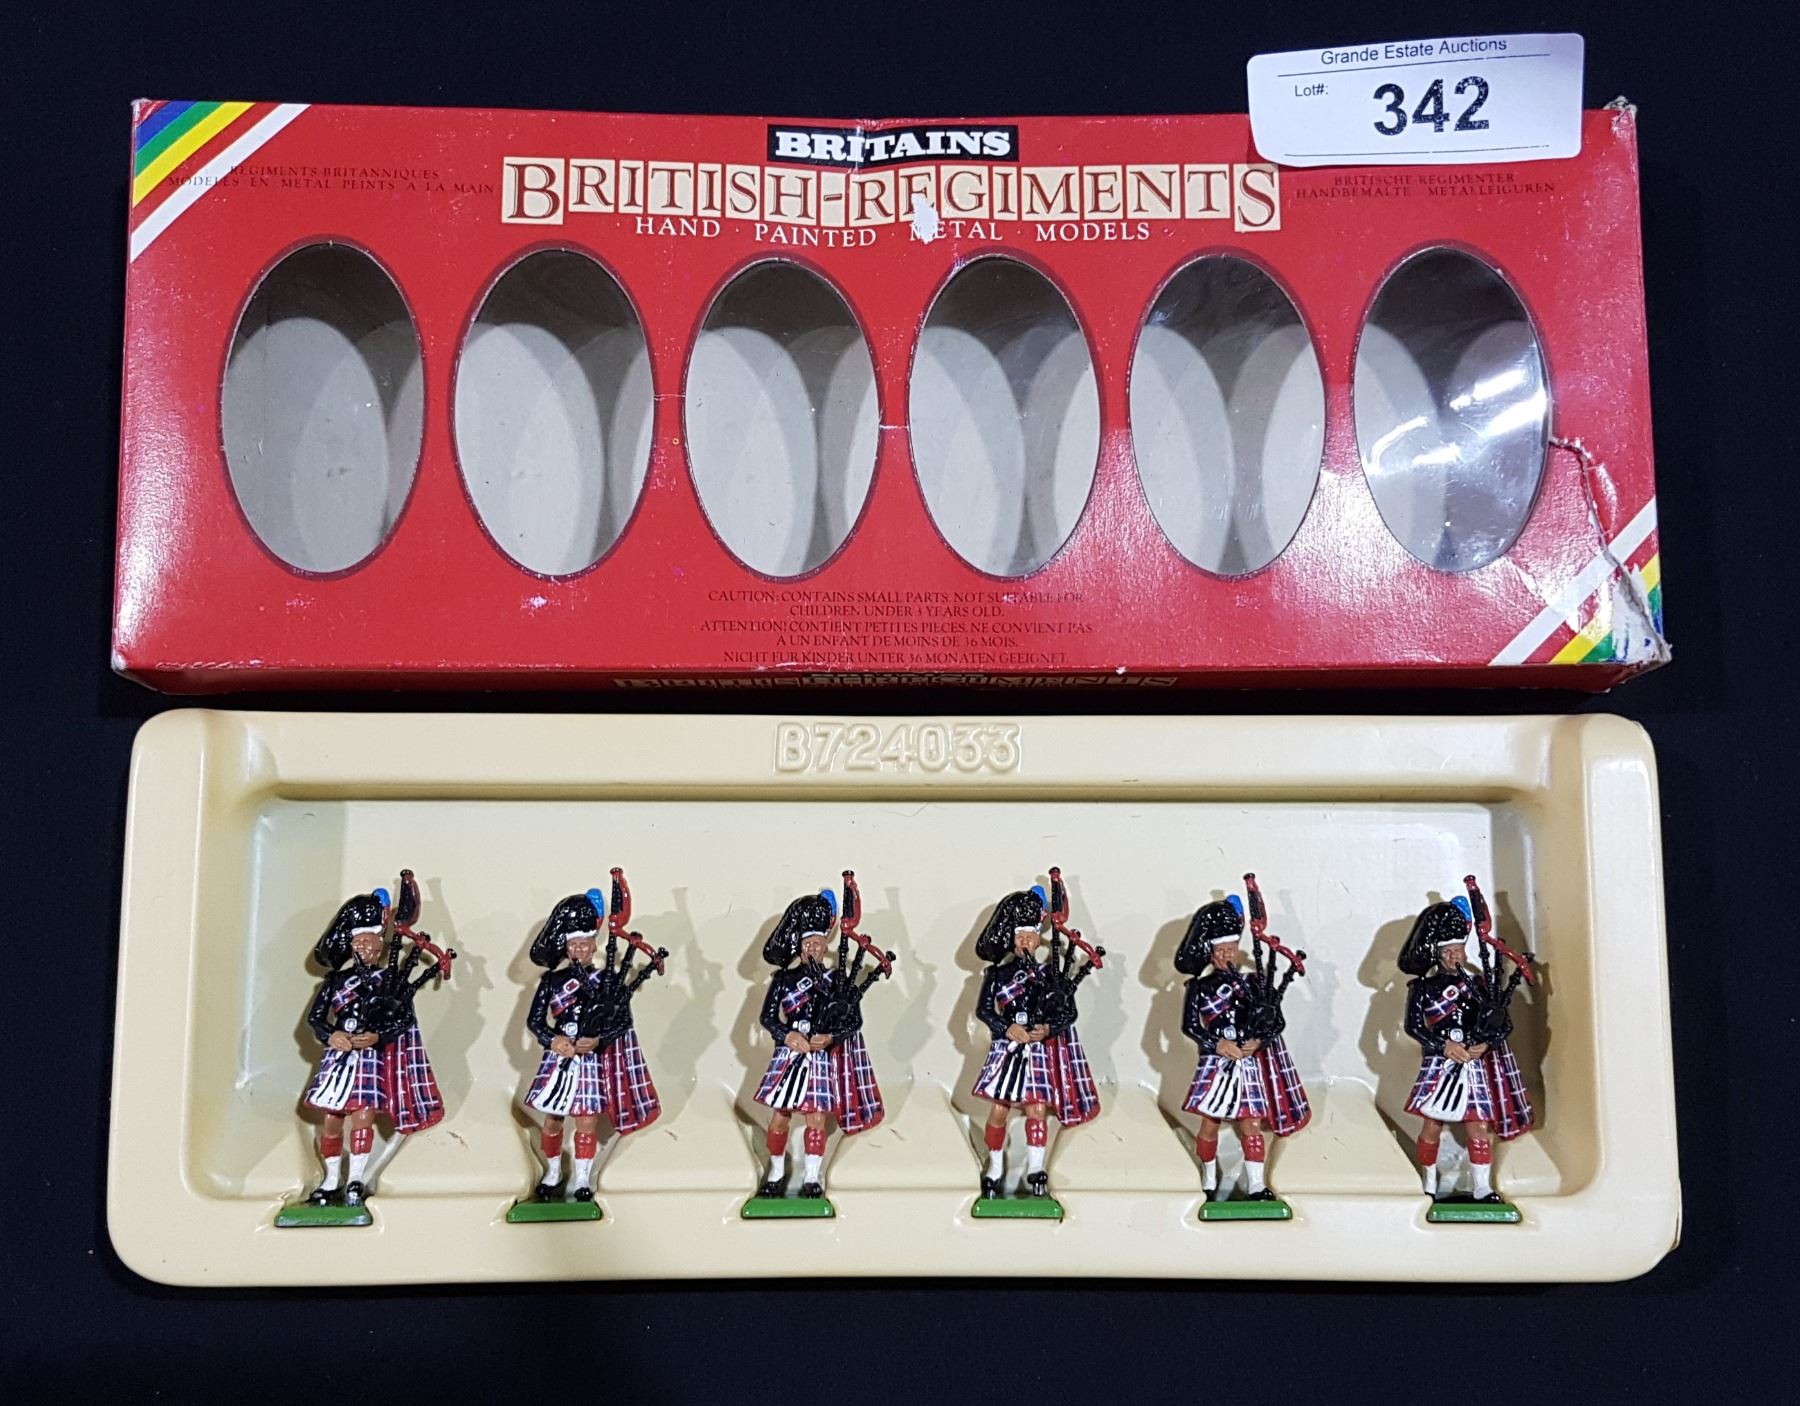 Grande Estate Auctions
Lot#: 342
BRITAINS
BRITISH-REGIMENTS
HAND · PAINTED METAL · MODELS
REGIMENTS BRITANNIQUES
MODELES EN METAL PEINTS A LA MAIN
BRITISCHE REGIMENTER
HANDBEMALTE METALLFIGUREN
CAUTION: CONTAINS SMALL PARTS. NOT SUITABLE FOR
CHILDREN UNDER 3 YEARS OLD.
ATTENTION! CONTIENT PETITES PIECES. NE CONVIENT PAS
A UN ENFANT DE MOINS DE 36 MOIS.
NICHT FUR KINDER UNTER 36 MONATEN GEEIGNET.
B724033